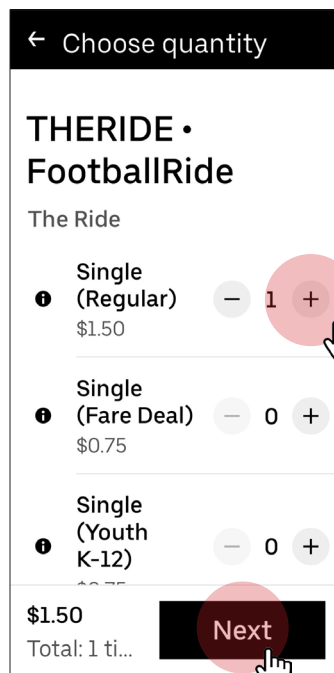 ← Choose quantity
THERIDE •
FootballRide
The Ride
Single
(Regular)
− 1 +
$1.50
Single
(Fare Deal)
− 0 +
$0.75
Single
(Youth
K-12)
− 0 +
$1.50
Total: 1 ti...
Next